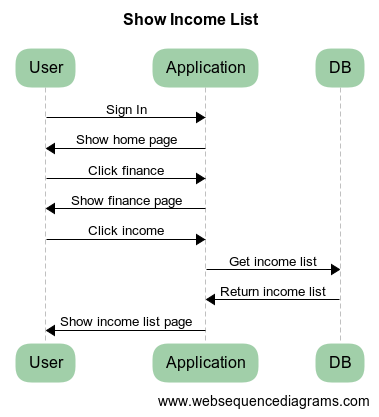 Show Income List
User Application DB
Sign In
Show home page
Click finance
Show finance page
Click income
Get income list
Return income list
Show income list page
User Application DB
www.websequencediagrams.com